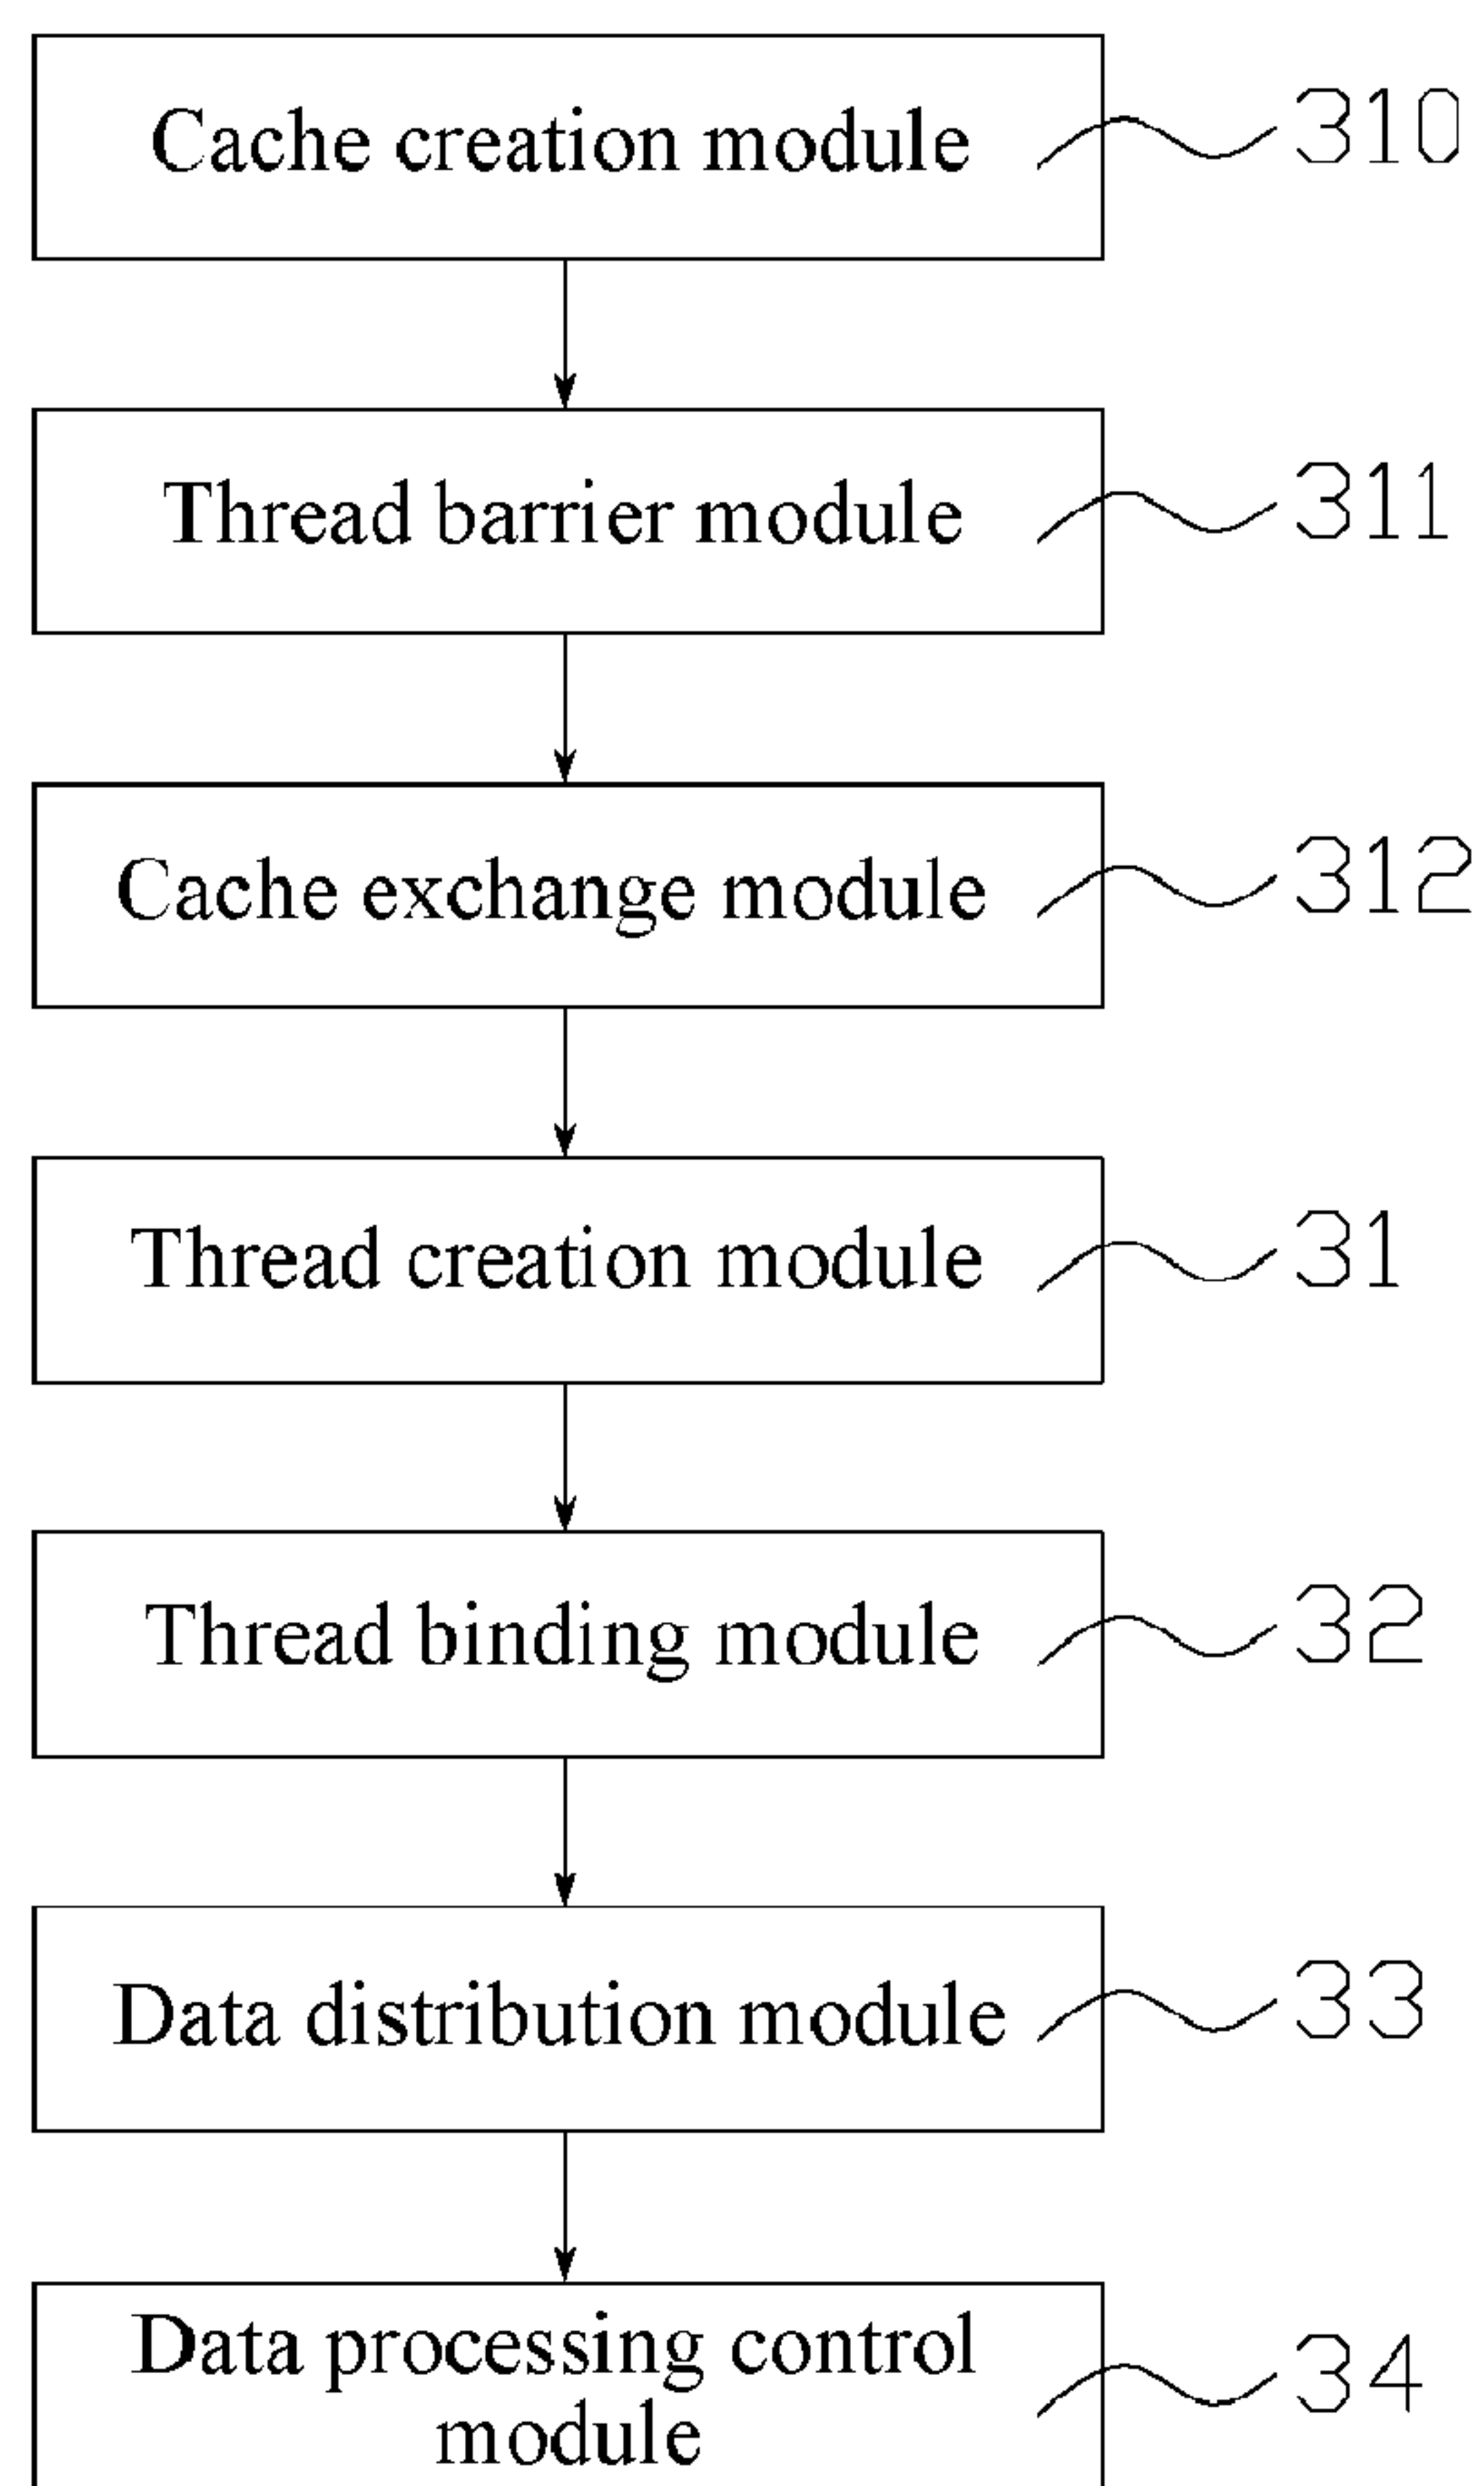 Cache creation module 310
Thread barrier module 311
Cache exchange module 312
Thread creation module 31
Thread binding module 32
Data distribution module 33
Data processing control
module
34